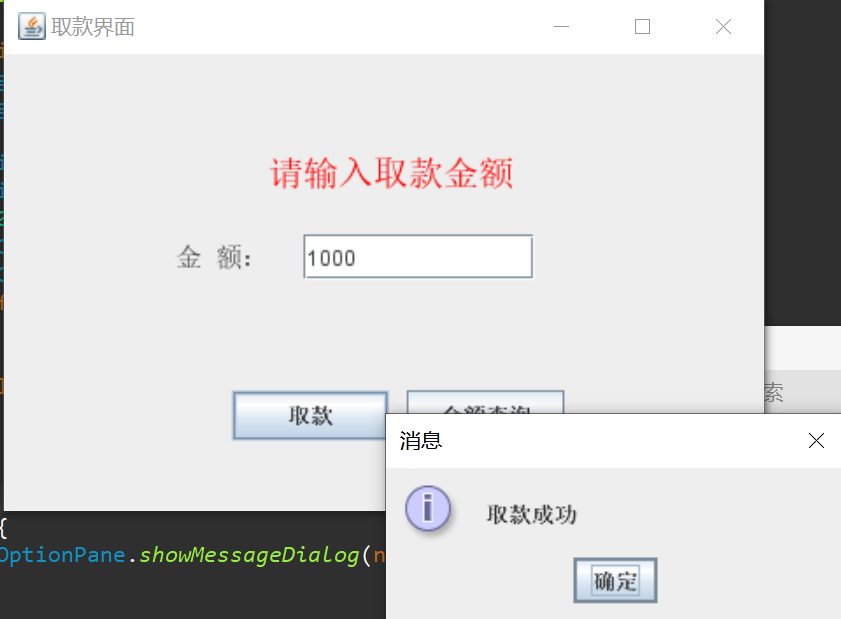 取款界面
请输入取款金额
金 额:
1000
取款
消息
取款成功
确定
索
{
OptionPane.showMessageDialog(n